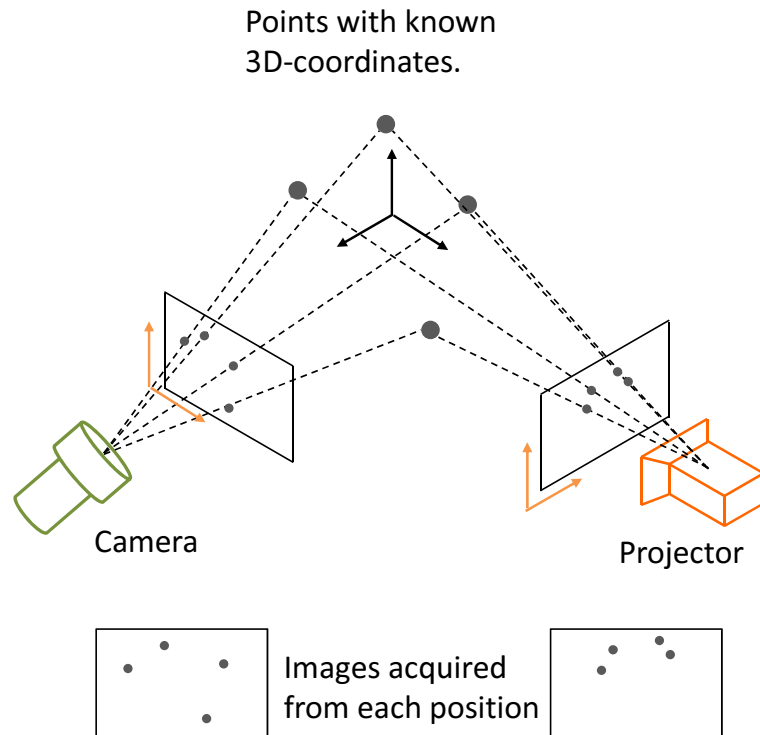 Points with known
3D-coordinates.
Camera
Projector
Images acquired
from each position